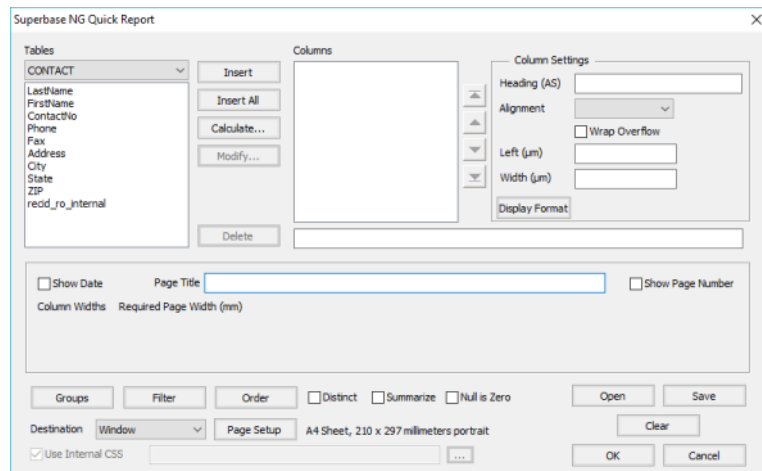 Superbase NG Quick Report
Tables
Columns
CONTACT
LastName
FirstName
ContactNo
Phone
Fax
Address
City
State
ZIP
recid_ro_internal
Insert
Insert All
Calculate...
Modify...
Delete
Column Settings
Heading (AS)
Alignment
Wrap Overflow
Left (µm)
Width (µm)
Display Format
Show Date
Page Title
Show Page Number
Column Widths Required Page Width (mm)
Groups
Filter
Order
Distinct
Summarize
Null is Zero
Open
Save
Destination
Window
Page Setup
A4 Sheet, 210 x 297 millimeters portrait
Clear
Use Internal CSS
...
OK
Cancel